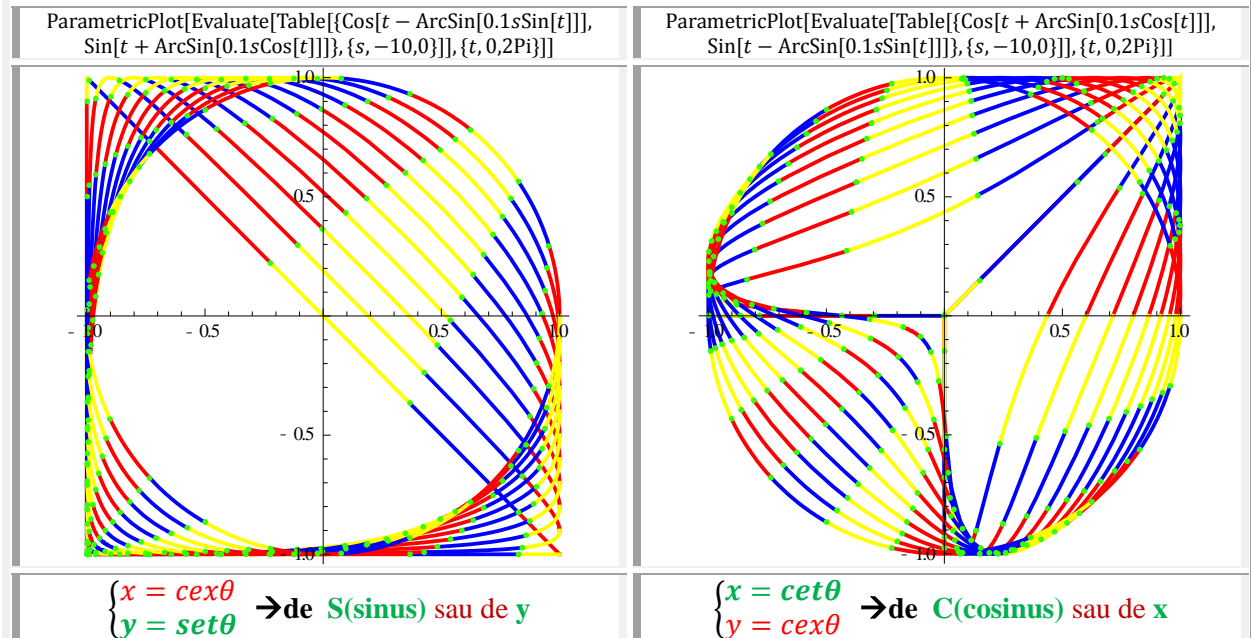 ParametricPlot[Evaluate[Table[{Cos[t − ArcSin[0.1sSin[t]]],
Sin[t + ArcSin[0.1sCos[t]]]},{s, −10,0}]],{t, 0,2Pi}]]
1.0
0.5
- 1.0
- 0.5
0.5
1.0
- 0.5
- 1.0
{x = cexθ
y = setθ
➔de S(sinus) sau de y
ParametricPlot[Evaluate[Table[{Cos[t + ArcSin[0.1sCos[t]]],
Sin[t − ArcSin[0.1sSin[t]]]},{s, −10,0}]],{t, 0,2Pi}]]
1.0
0.5
- 1.0
- 0.5
0.5
1.0
- 0.5
- 1.0
{x = cetθ
y = cexθ
➔de C(cosinus) sau de x